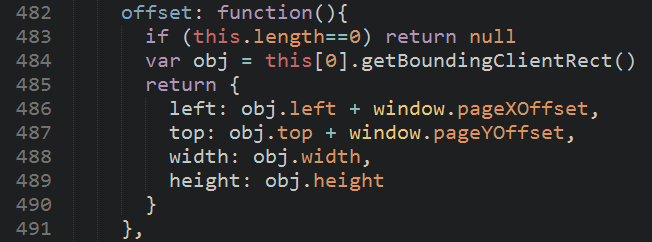 482 offset: function(){
483 if (this.length==0) return null
484 var obj = this[0].getBoundingClientRect()
485 return {
486 left: obj.left + window.pageXOffset,
487 top: obj.top + window.pageYOffset,
488 width: obj.width,
489 height: obj.height
490 }
491 },